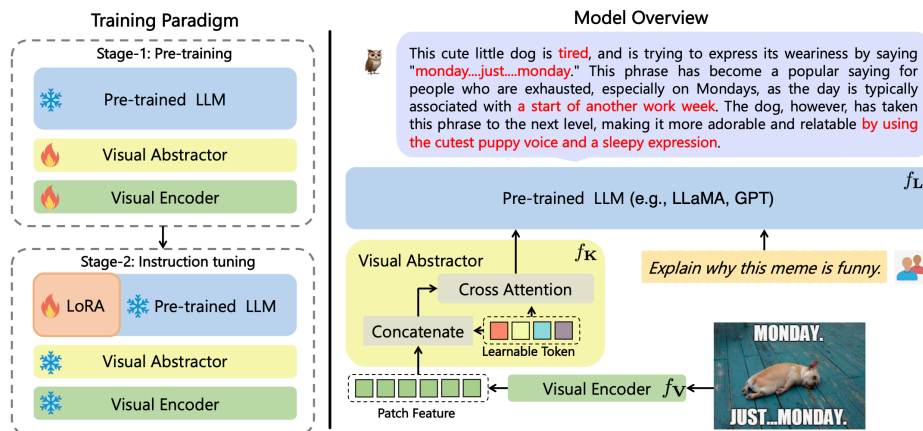 Training Paradigm
Stage-1: Pre-training
Pre-trained LLM
Visual Abstractor
Visual Encoder
Stage-2: Instruction tuning
LoRA
Pre-trained LLM
Visual Abstractor
Visual Encoder
Model Overview
This cute little dog is tired, and is trying to express its weariness by saying
"monday....just....monday." This phrase has become a popular saying for
people who are exhausted, especially on Mondays, as the day is typically
associated with a start of another work week. The dog, however, has taken
this phrase to the next level, making it more adorable and relatable by using
the cutest puppy voice and a sleepy expression.
f_L
Pre-trained LLM (e.g., LLaMA, GPT)
f_K
Visual Abstractor
Cross Attention
Concatenate
Learnable Token
Explain why this meme is funny.
Patch Feature
Visual Encoder f_V
MONDAY.
JUST...MONDAY.